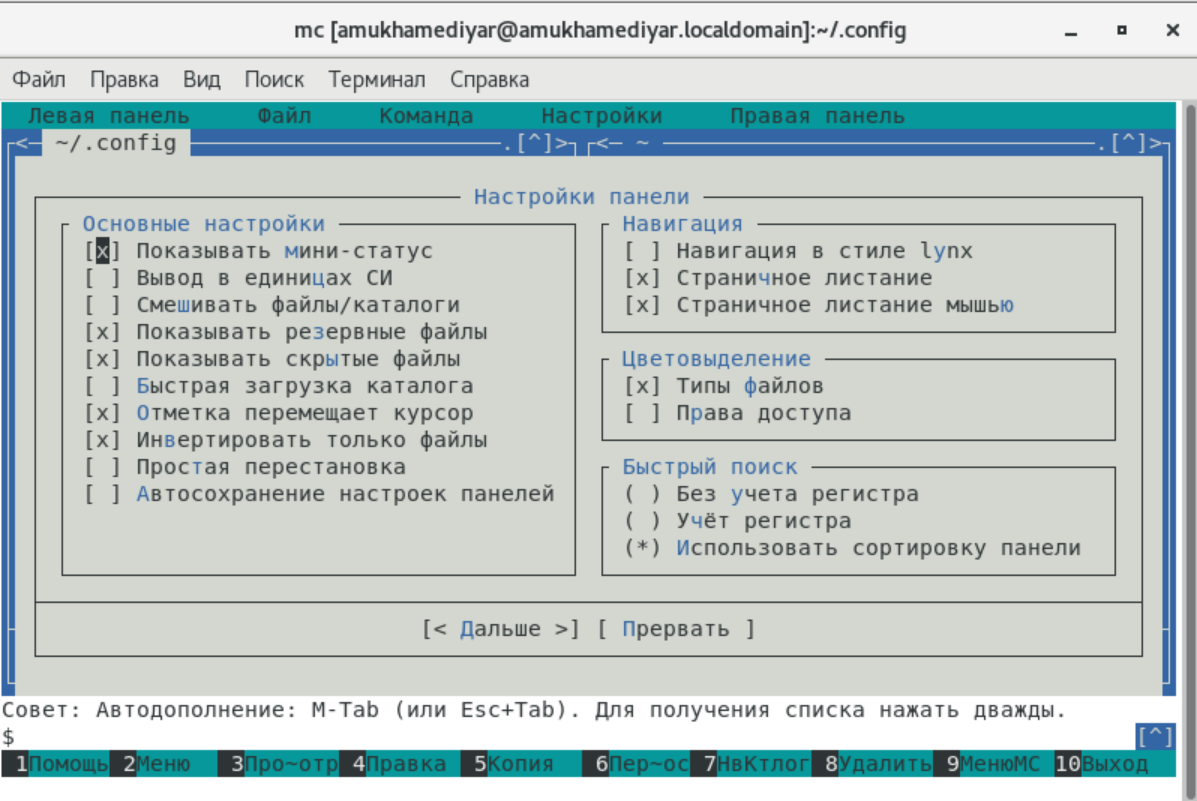 mc [amukhamediyar@amukhamediyar.localdomain]:~/.config
Файл Правка Вид Поиск Терминал Справка
Левая панель Файл Команда Настройки Правая панель
<— ~/.config .[^]> <— ~ .[^]>
Настройки панели
Основные настройки
[x] Показывать мини-статус
[ ] Вывод в единицах СИ
[ ] Смешивать файлы/каталоги
[x] Показывать резервные файлы
[x] Показывать скрытые файлы
[ ] Быстрая загрузка каталога
[x] Отметка перемещает курсор
[x] Инвертировать только файлы
[ ] Простая перестановка
[ ] Автосохранение настроек панелей
Навигация
[ ] Навигация в стиле lynx
[x] Страничное листание
[x] Страничное листание мышью
Цветовыделение
[x] Типы файлов
[ ] Права доступа
Быстрый поиск
( ) Без учета регистра
( ) Учёт регистра
(*) Использовать сортировку панели
[< Дальше >] [ Прервать ]
Совет: Автодополнение: M-Tab (или Esc+Tab). Для получения списка нажать дважды.
$ [^]
1Помощь 2Меню 3Про~отр 4Правка 5Копия 6Пер~ос 7НвКтлог 8Удалить 9МенюMC 10Выход